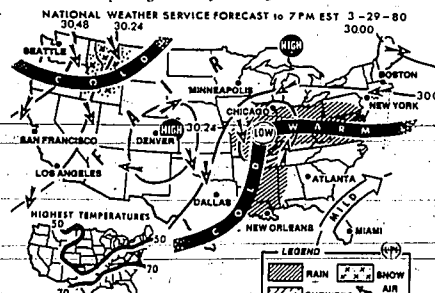 NATIONAL WEATHER SERVICE FORECAST to 7 PM EST 3-29-80
30.48 30.24 30.00
SEATTLE
HIGH
COLD
BOSTON
MINNEAPOLIS
NEW YORK
CHICAGO
30.24
HIGH
LOW
WARM
DENVER
SAN FRANCISCO
FAIR
LOS ANGELES
ATLANTA
DALLAS
COLD
MILD
NEW ORLEANS
MIAMI
HIGHEST TEMPERATURES
50
50
70
70
LEGEND
RAIN
SNOW
AIR